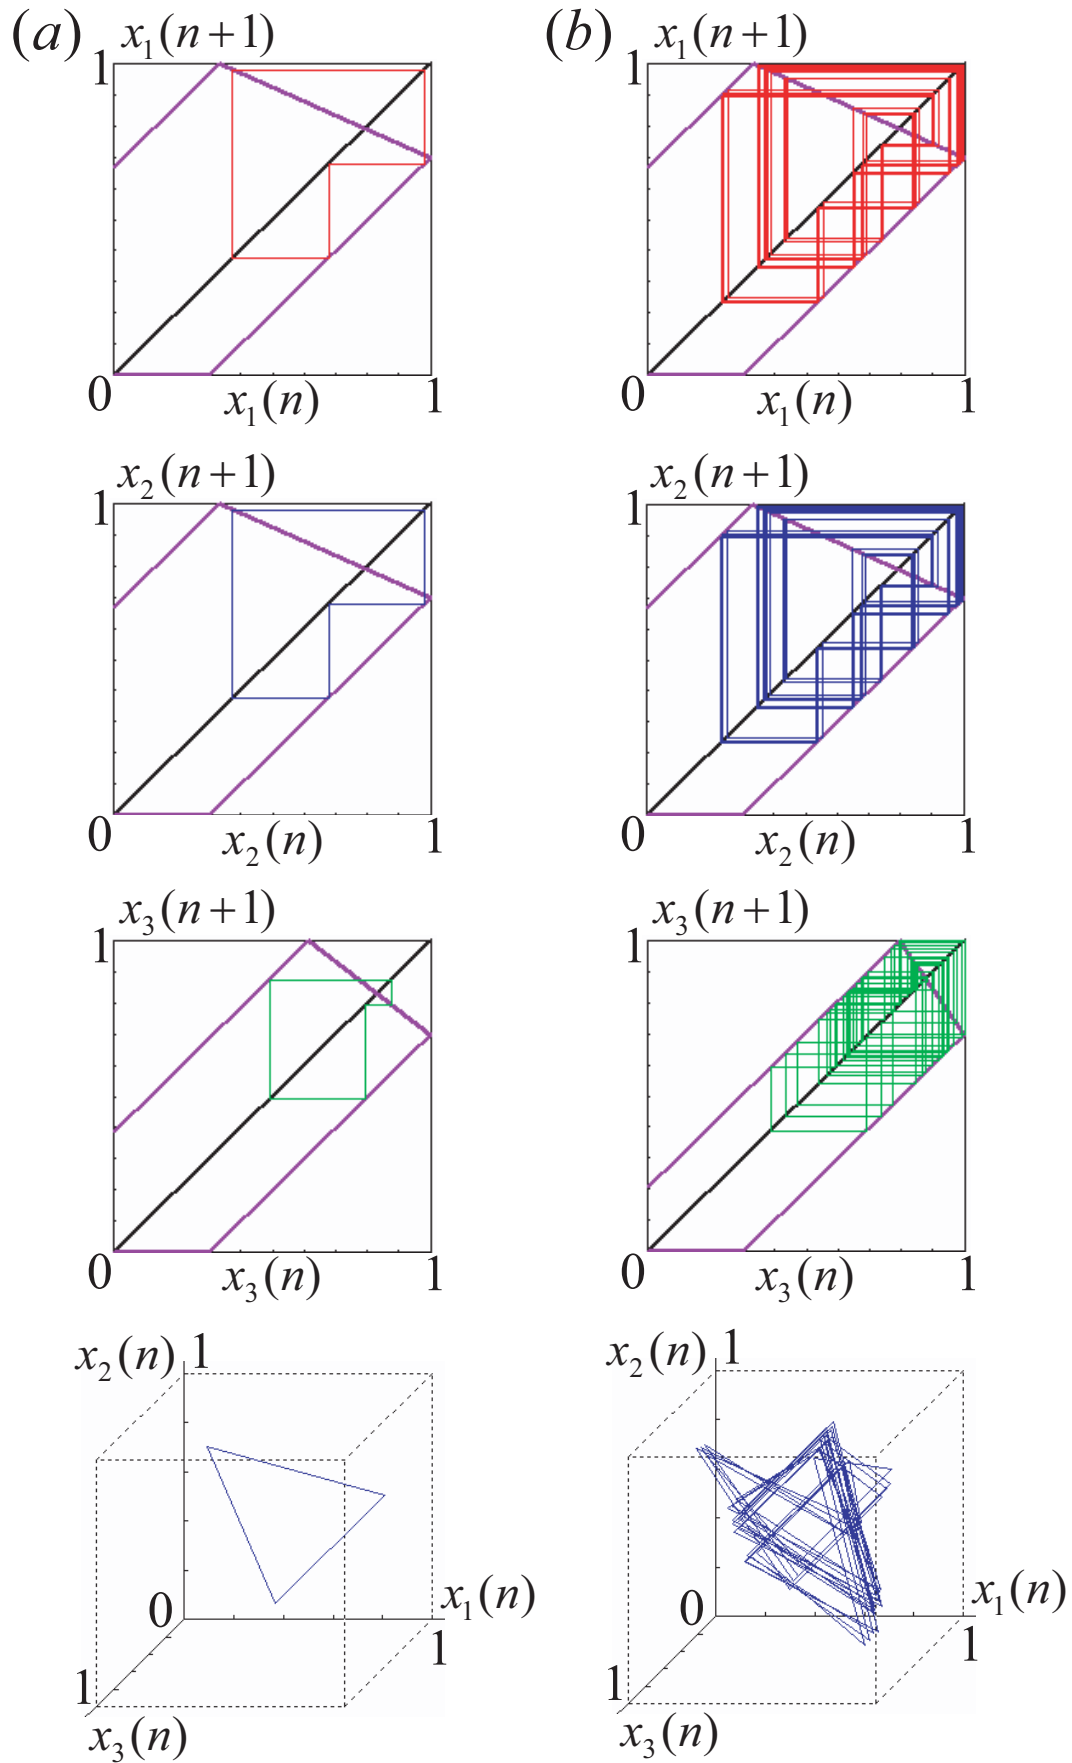 (a) x₁(n+1)
1
0 x₁(n) 1
x₂(n+1)
1
0 x₂(n) 1
x₃(n+1)
1
0 x₃(n) 1
x₂(n) 1
0 x₁(n)
1 1
x₃(n)
(b) x₁(n+1)
1
0 x₁(n) 1
x₂(n+1)
1
0 x₂(n) 1
x₃(n+1)
1
0 x₃(n) 1
x₂(n) 1
0 x₁(n)
1 1
x₃(n)